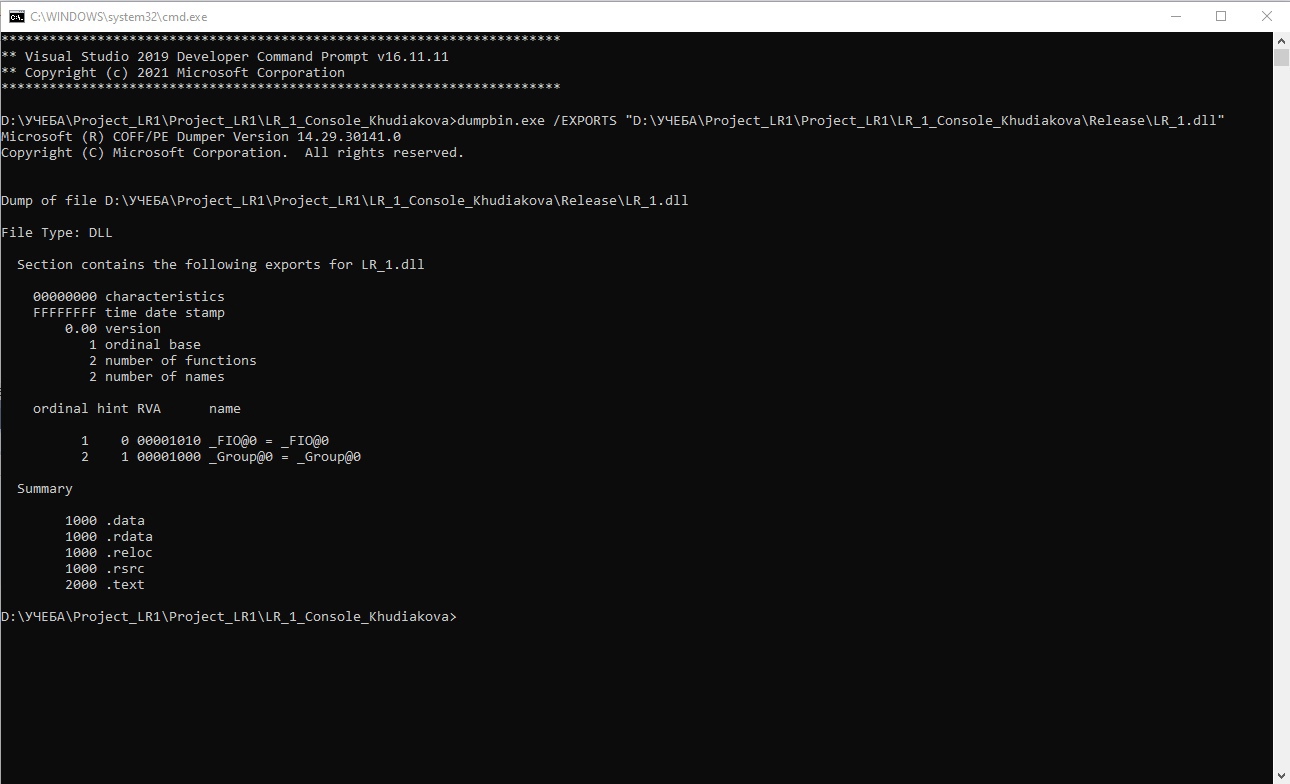 C:\WINDOWS\system32\cmd.exe
**********************************************************************
** Visual Studio 2019 Developer Command Prompt v16.11.11
** Copyright (c) 2021 Microsoft Corporation
**********************************************************************
D:\УЧЕБА\Project_LR1\Project_LR1\LR_1_Console_Khudiakova>dumpbin.exe /EXPORTS "D:\УЧЕБА\Project_LR1\Project_LR1\LR_1_Console_Khudiakova\Release\LR_1.dll"
Microsoft (R) COFF/PE Dumper Version 14.29.30141.0
Copyright (C) Microsoft Corporation.  All rights reserved.
Dump of file D:\УЧЕБА\Project_LR1\Project_LR1\LR_1_Console_Khudiakova\Release\LR_1.dll
File Type: DLL
  Section contains the following exports for LR_1.dll
    00000000 characteristics
    FFFFFFFF time date stamp
        0.00 version
           1 ordinal base
           2 number of functions
           2 number of names
    ordinal hint RVA      name
          1    0 00001010 _FIO@0 = _FIO@0
          2    1 00001000 _Group@0 = _Group@0
  Summary
        1000 .data
        1000 .rdata
        1000 .reloc
        1000 .rsrc
        2000 .text
D:\УЧЕБА\Project_LR1\Project_LR1\LR_1_Console_Khudiakova>